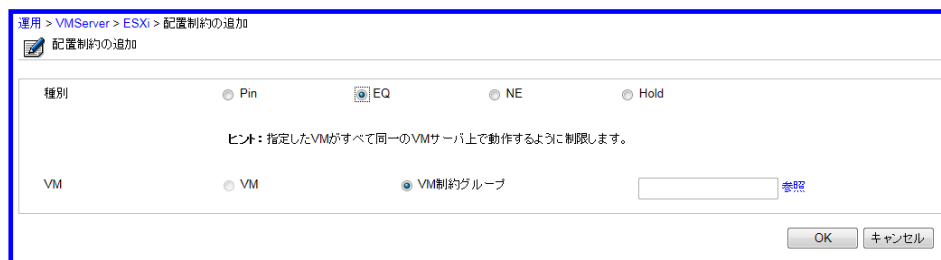 運用 > VMServer > ESXi > 配置制約の追加
配置制約の追加
種別 Pin EQ NE Hold
ヒント：指定したVMがすべて同一のVMサーバ上で動作するように制限します。
VM VM VM制約グループ 参照
OK キャンセル